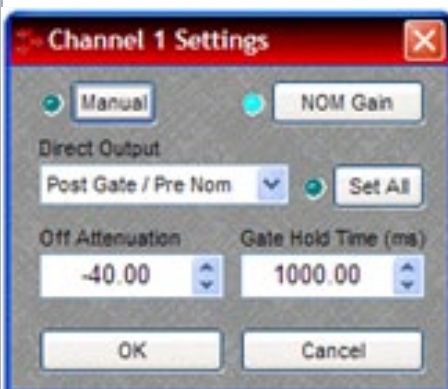 Channel 1 Settings
Manual NOM Gain
Direct Output
Post Gate / Pre Nom Set All
Off Attenuation Gate Hold Time (ms)
-40.00 1000.00
OK Cancel